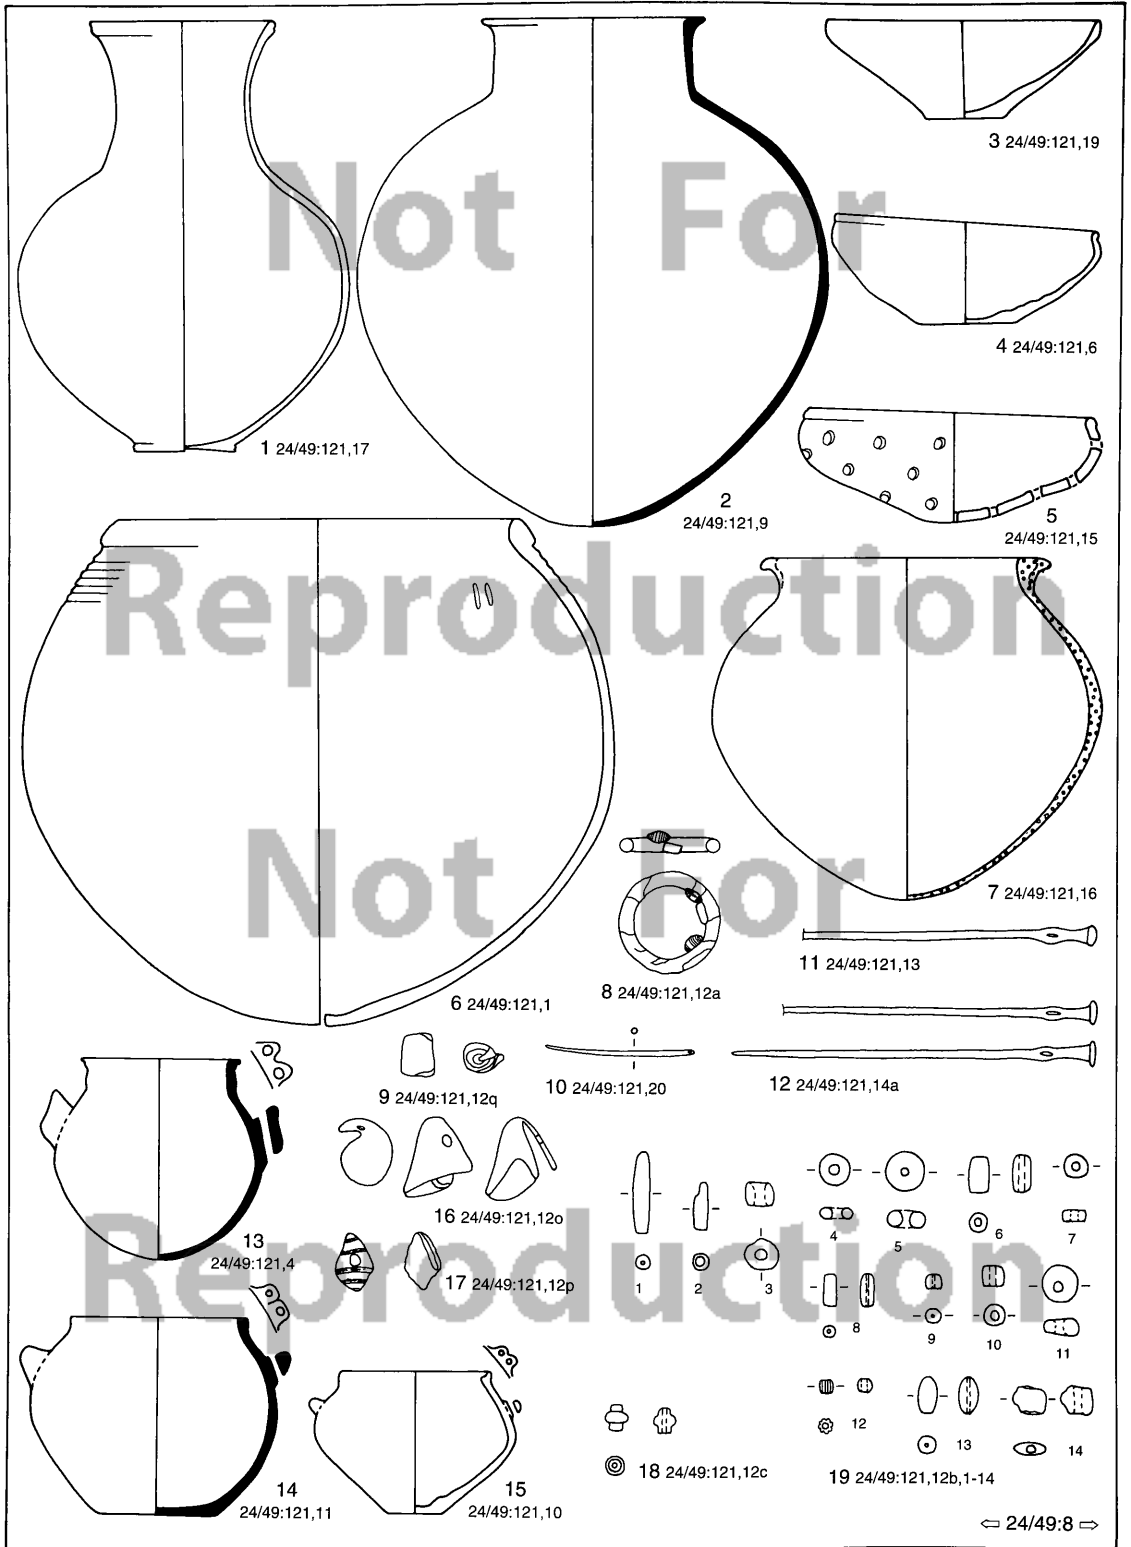 3 24/49:121,19
Not For
4 24/49:121,6
1 24/49:121,17
2
24/49:121,9
5
24/49:121,15
Reproduction
7 24/49:121,16
Not For
11 24/49:121,13
8 24/49:121,12a
6 24/49:121,1
9 24/49:121,12q
10 24/49:121,20
12 24/49:121,14a
16 24/49:121,12o
13
24/49:121,4
17 24/49:121,12p
Reproduction
1 2 3
4 5 6 7
8 9 10 11
12 13 14
14
24/49:121,11
15
24/49:121,10
18 24/49:121,12c
19 24/49:121,12b,1-14
⇦ 24/49:8 ⇨